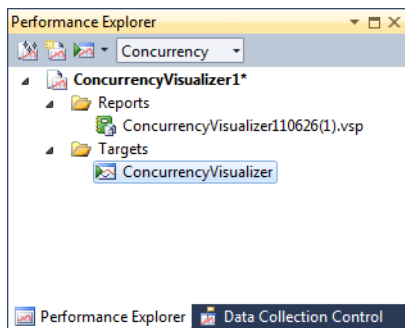 Performance Explorer
Concurrency
ConcurrencyVisualizer1*
Reports
ConcurrencyVisualizer110626(1).vsp
Targets
ConcurrencyVisualizer
Performance Explorer Data Collection Control